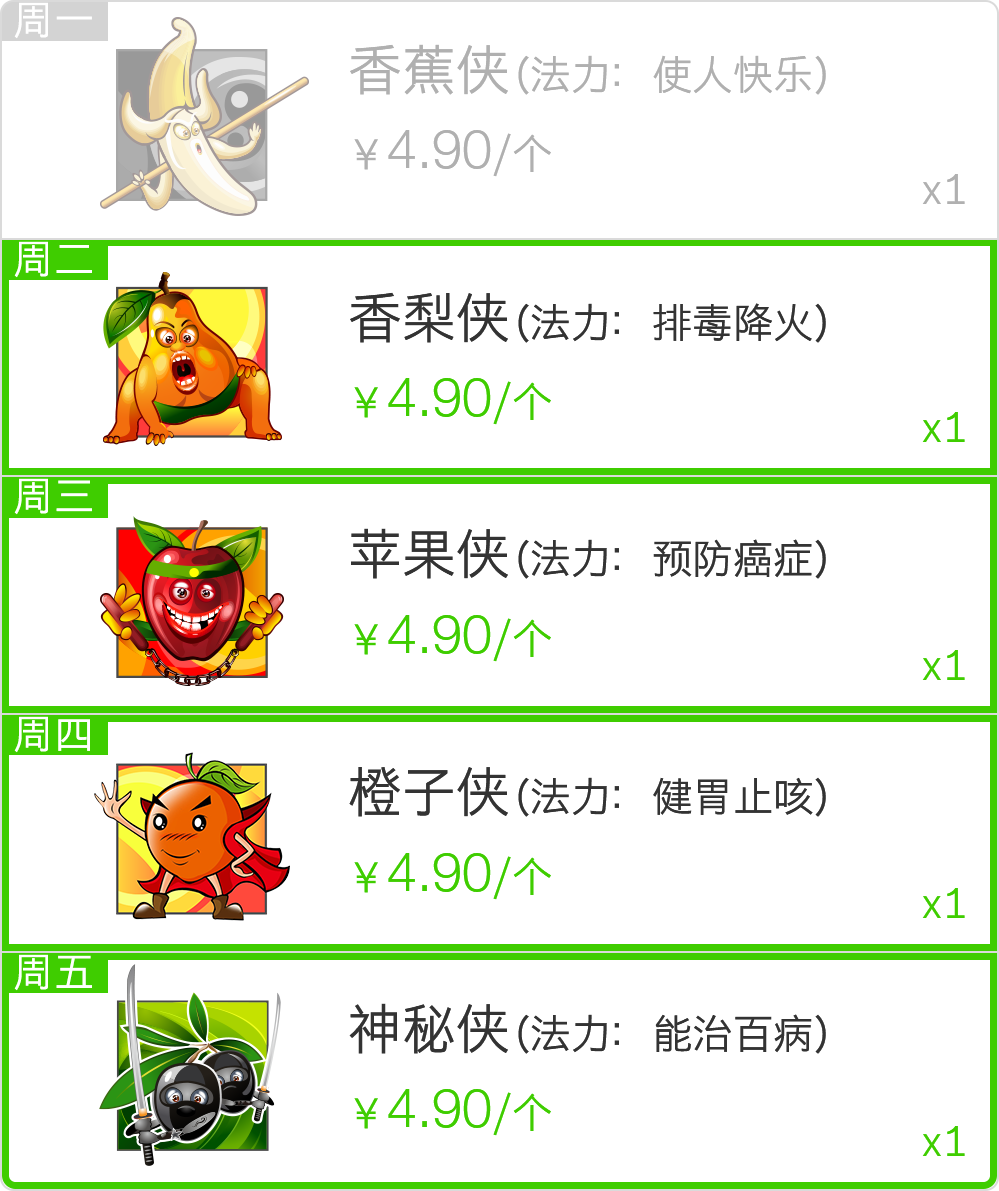 周一
香蕉侠(法力：使人快乐)
￥4.90/个
x1
周二
香梨侠(法力：排毒降火)
￥4.90/个
x1
周三
苹果侠(法力：预防癌症)
￥4.90/个
x1
周四
橙子侠(法力：健胃止咳)
￥4.90/个
x1
周五
神秘侠(法力：能治百病)
￥4.90/个
x1